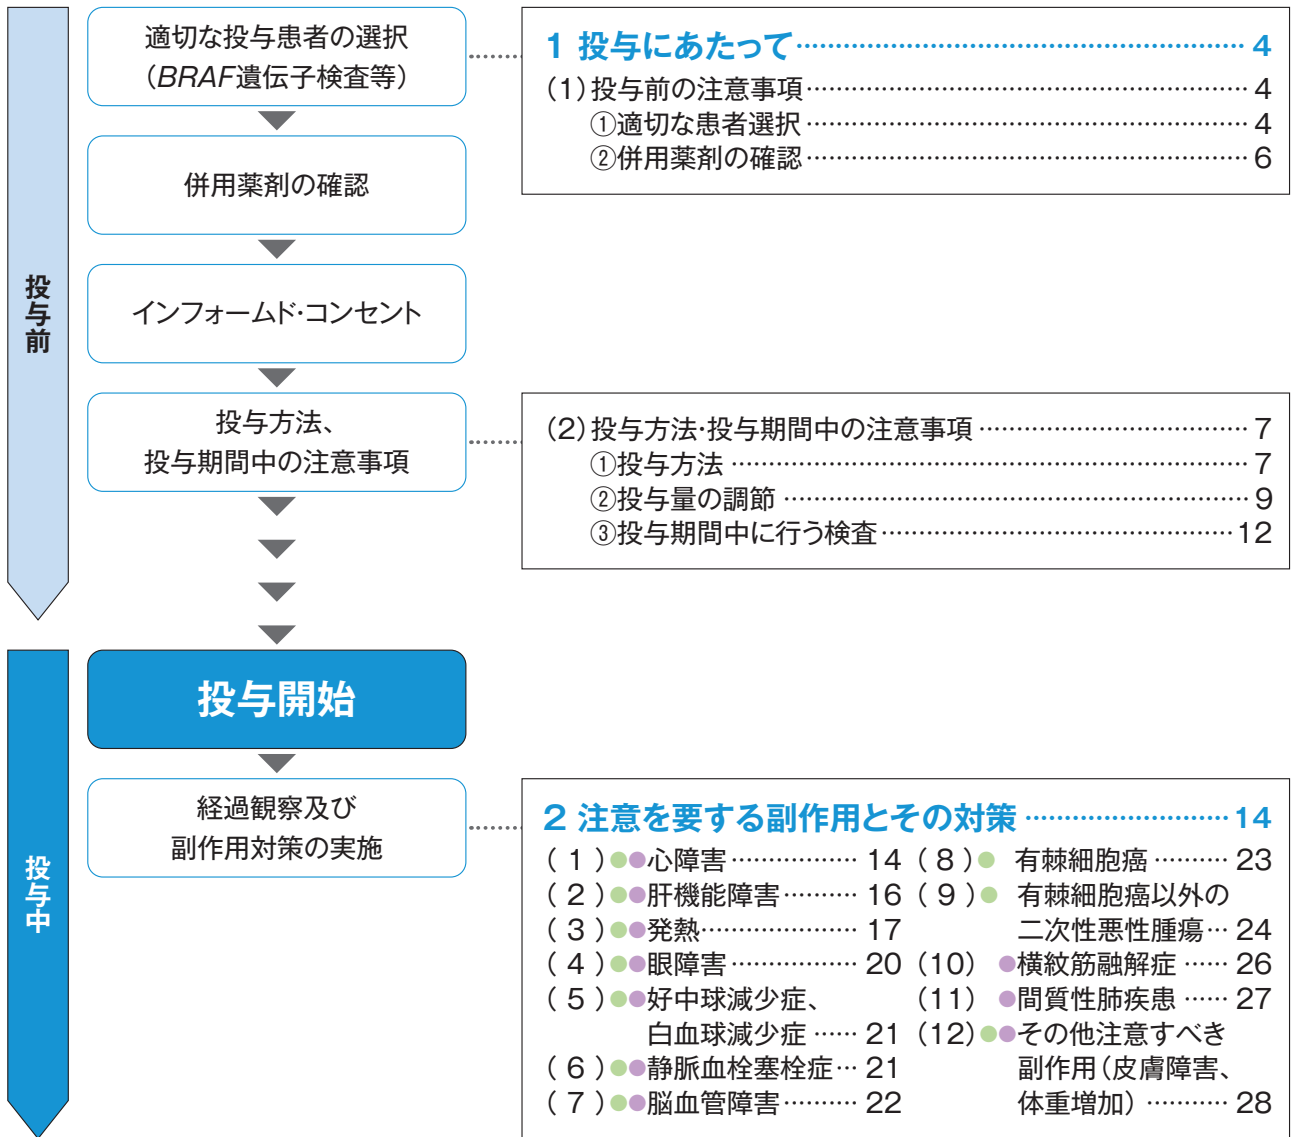 投与前
適切な投与患者の選択
（BRAF遺伝子検査等）
併用薬剤の確認
インフォームド・コンセント
投与方法、
投与期間中の注意事項
1 投与にあたって 4
（1）投与前の注意事項 4
①適切な患者選択 4
②併用薬剤の確認 6
（2）投与方法・投与期間中の注意事項 7
①投与方法 7
②投与量の調節 9
③投与期間中に行う検査 12
投与中
投与開始
経過観察及び
副作用対策の実施
2 注意を要する副作用とその対策 14
（1）●●心障害 14
（2）●●肝機能障害 16
（3）●●発熱 17
（4）●●眼障害 20
（5）●●好中球減少症、
白血球減少症 21
（6）●●静脈血栓塞栓症 21
（7）●●脳血管障害 22
（8）● 有棘細胞癌 23
（9）● 有棘細胞癌以外の
二次性悪性腫瘍 24
（10）●横紋筋融解症 26
（11）●間質性肺疾患 27
（12）●●その他注意すべき
副作用（皮膚障害、
体重増加） 28